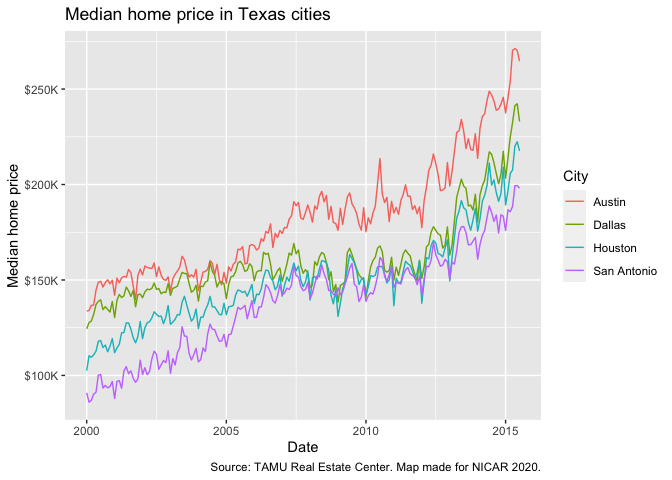 Median home price in Texas cities
$250K
$200K
$150K
$100K
Median home price
2000
2005
2010
2015
Date
City
Austin
Dallas
Houston
San Antonio
Source: TAMU Real Estate Center. Map made for NICAR 2020.